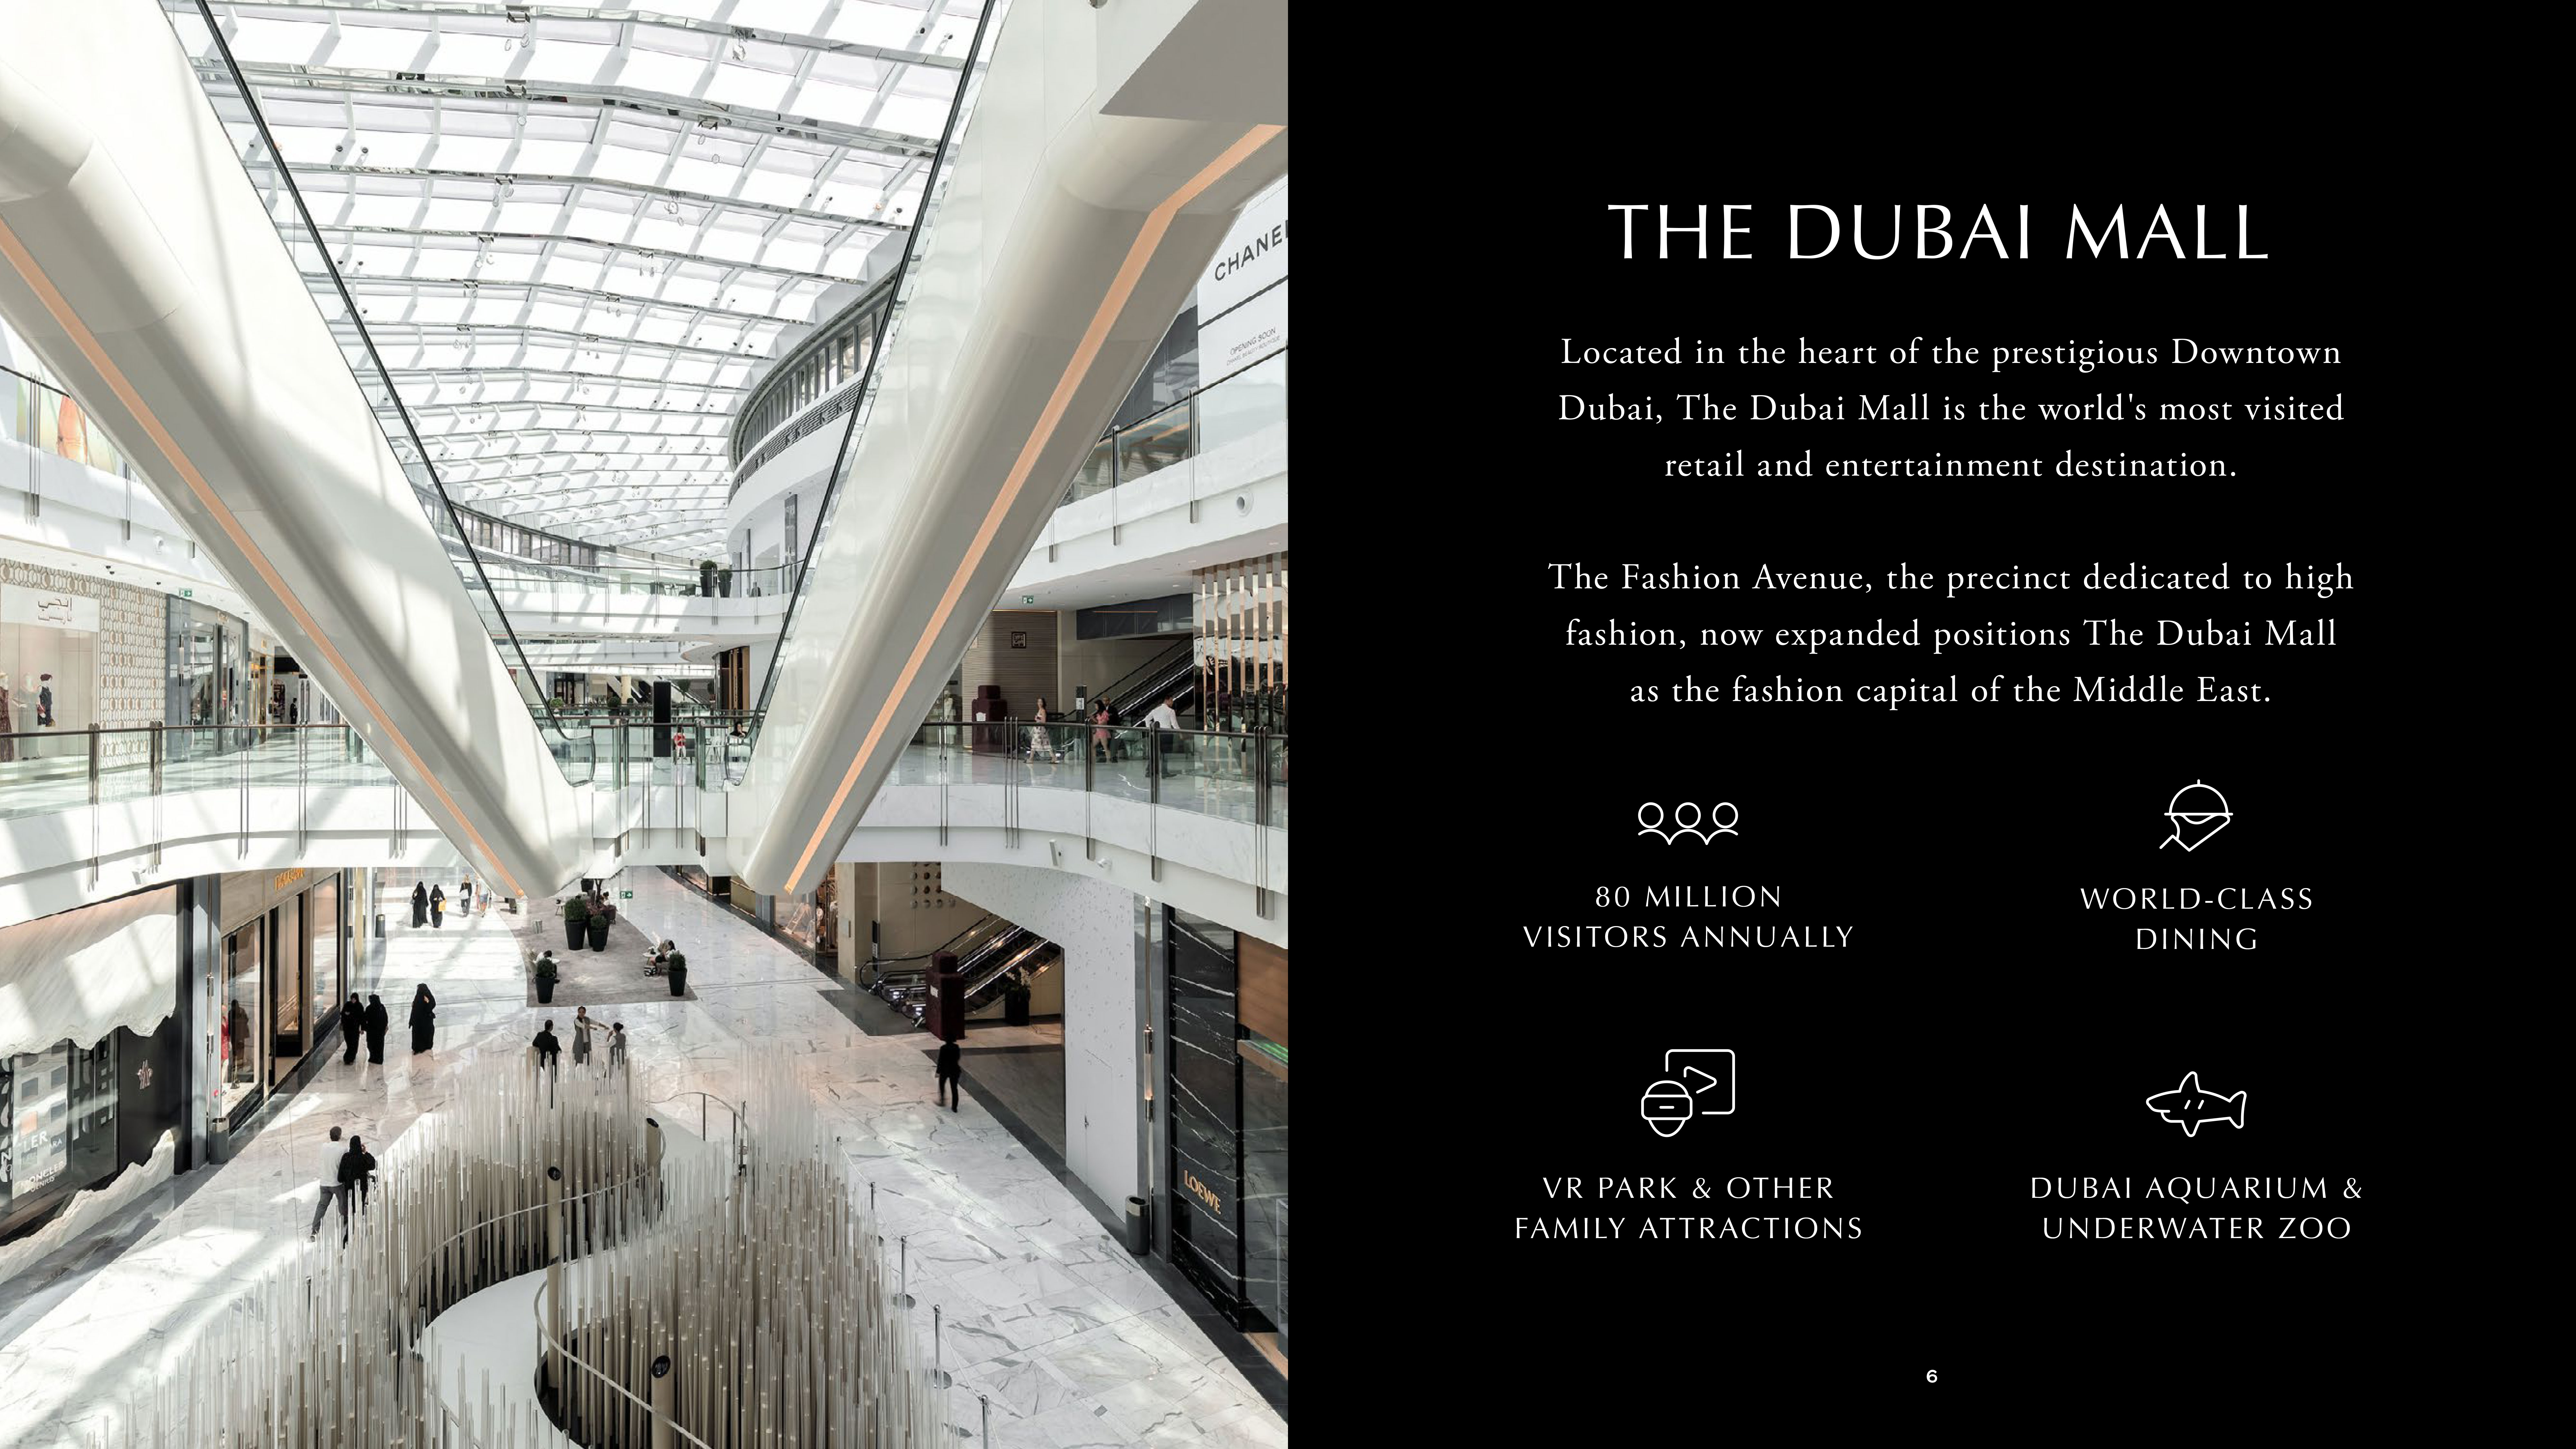 THE DUBAI MALL
Located in the heart of the prestigious Downtown
Dubai, The Dubai Mall is the world's most visited
retail and entertainment destination.
The Fashion Avenue, the precinct dedicated to high
fashion, now expanded positions The Dubai Mall
as the fashion capital of the Middle East.
80 MILLION
VISITORS ANNUALLY
WORLD-CLASS
DINING
VR PARK & OTHER
FAMILY ATTRACTIONS
DUBAI AQUARIUM &
UNDERWATER ZOO
6
CHANEL
OPENING SOON
LOEWE